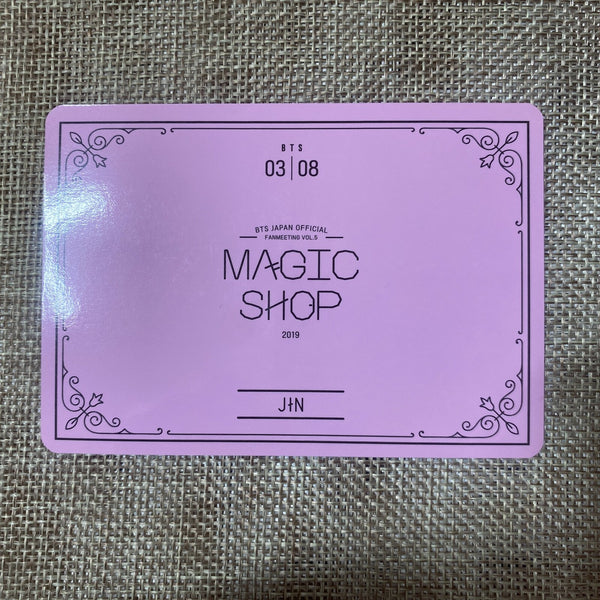 BTS
03|08
BTS JAPAN OFFICIAL
FANMEETING VOL.5
MAGIC
SHOP
2019
JIN